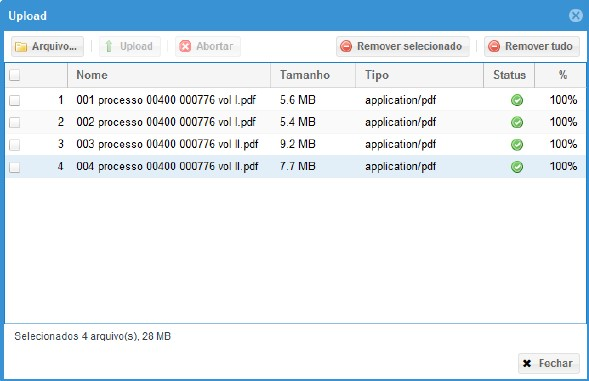 Upload
Arquivo... Upload Abortar Remover selecionado Remover tudo
Nome Tamanho Tipo Status %
1 001 processo 00400 000776 vol I.pdf 5.6 MB application/pdf 100%
2 002 processo 00400 000776 vol I.pdf 5.4 MB application/pdf 100%
3 003 processo 00400 000776 vol II.pdf 9.2 MB application/pdf 100%
4 004 processo 00400 000776 vol II.pdf 7.7 MB application/pdf 100%
Selecionados 4 arquivo(s), 28 MB
Fechar